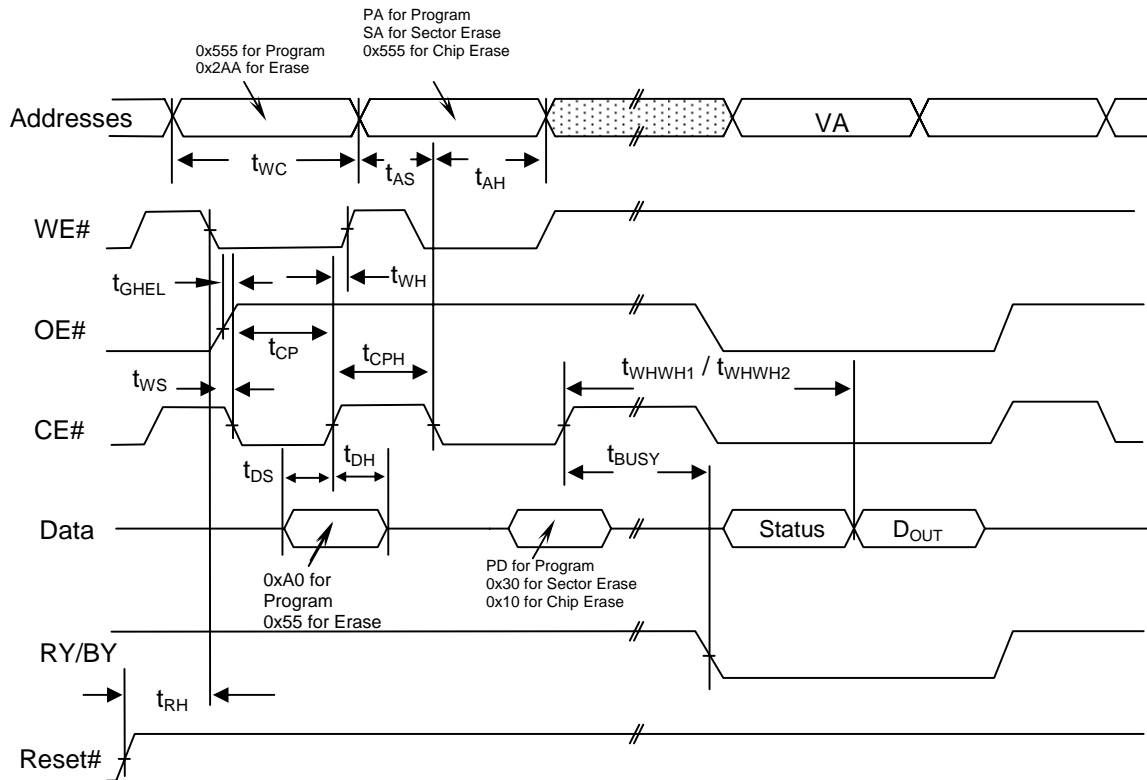 PA for Program
SA for Sector Erase
0x555 for Chip Erase
0x555 for Program
0x2AA for Erase
Addresses
VA
tWC
tAS
tAH
WE#
tGHEL
tWH
OE#
tCP
tCPH
tWHWH1 / tWHWH2
tWS
CE#
tDS
tDH
tBUSY
Data
Status
DOUT
0xA0 for
Program
0x55 for Erase
PD for Program
0x30 for Sector Erase
0x10 for Chip Erase
RY/BY
tRH
Reset#